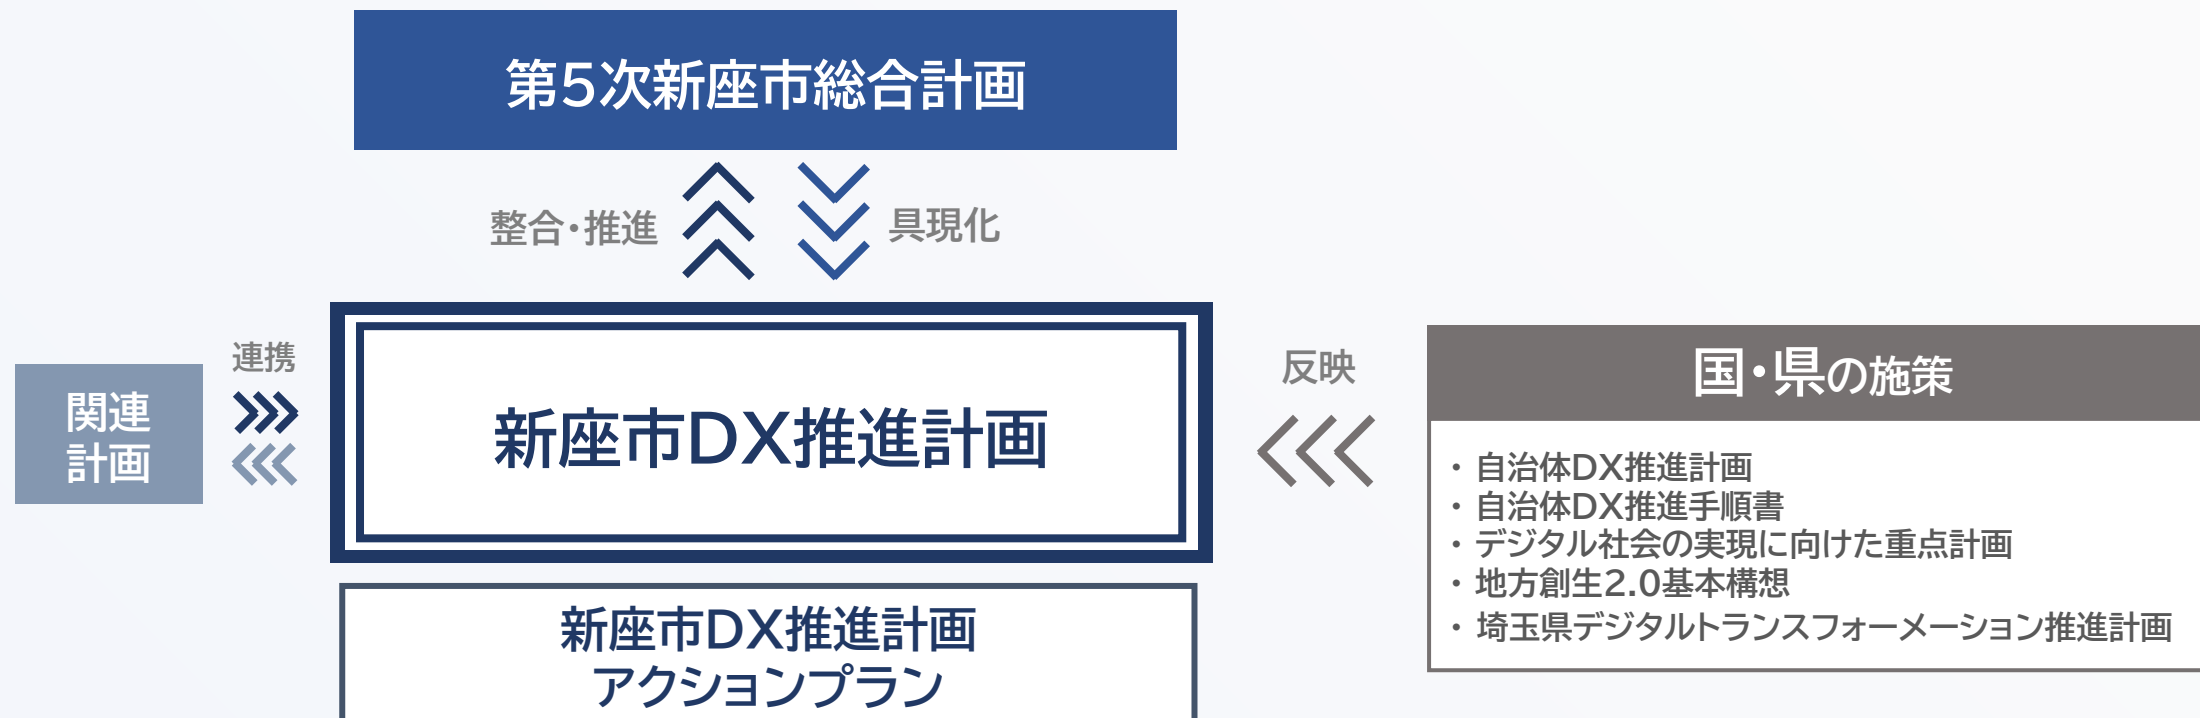 第5次新座市総合計画
整合・推進
具現化
連携
関連
計画
新座市DX推進計画
反映
国・県の施策
・ 自治体DX推進計画
・ 自治体DX推進手順書
・ デジタル社会の実現に向けた重点計画
・ 地方創生2.0基本構想
・ 埼玉県デジタルトランスフォーメーション推進計画
新座市DX推進計画
アクションプラン